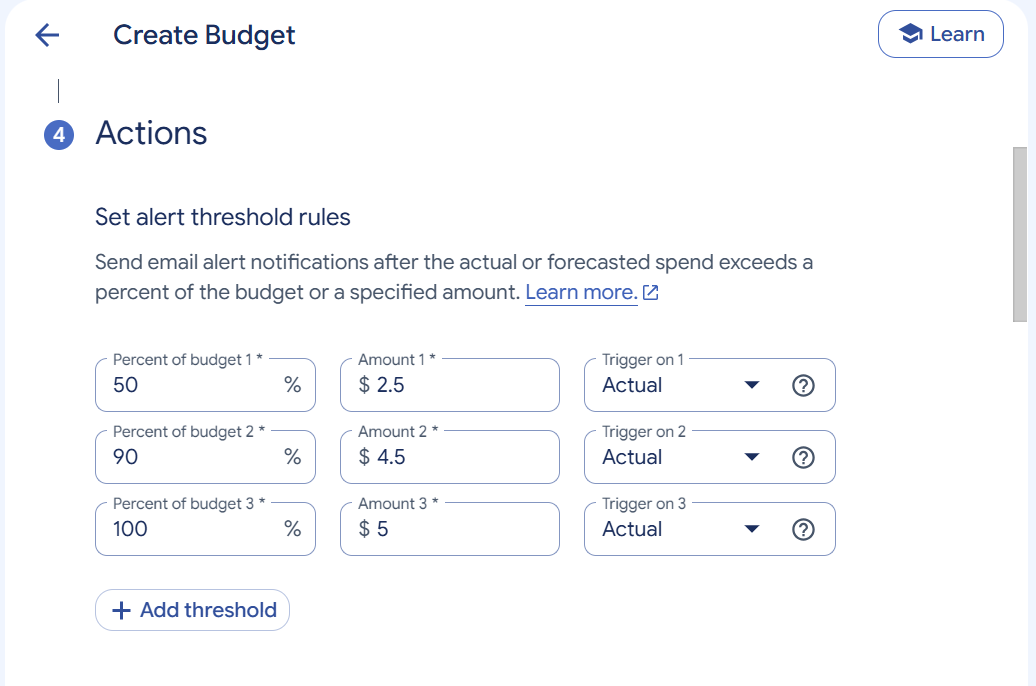 Create Budget
Learn
4 Actions
Set alert threshold rules
Send email alert notifications after the actual or forecasted spend exceeds a
percent of the budget or a specified amount. Learn more.
Percent of budget 1 * Amount 1 * Trigger on 1
50 % $ 2.5 Actual
Percent of budget 2 * Amount 2 * Trigger on 2
90 % $ 4.5 Actual
Percent of budget 3 * Amount 3 * Trigger on 3
100 % $ 5 Actual
+ Add threshold